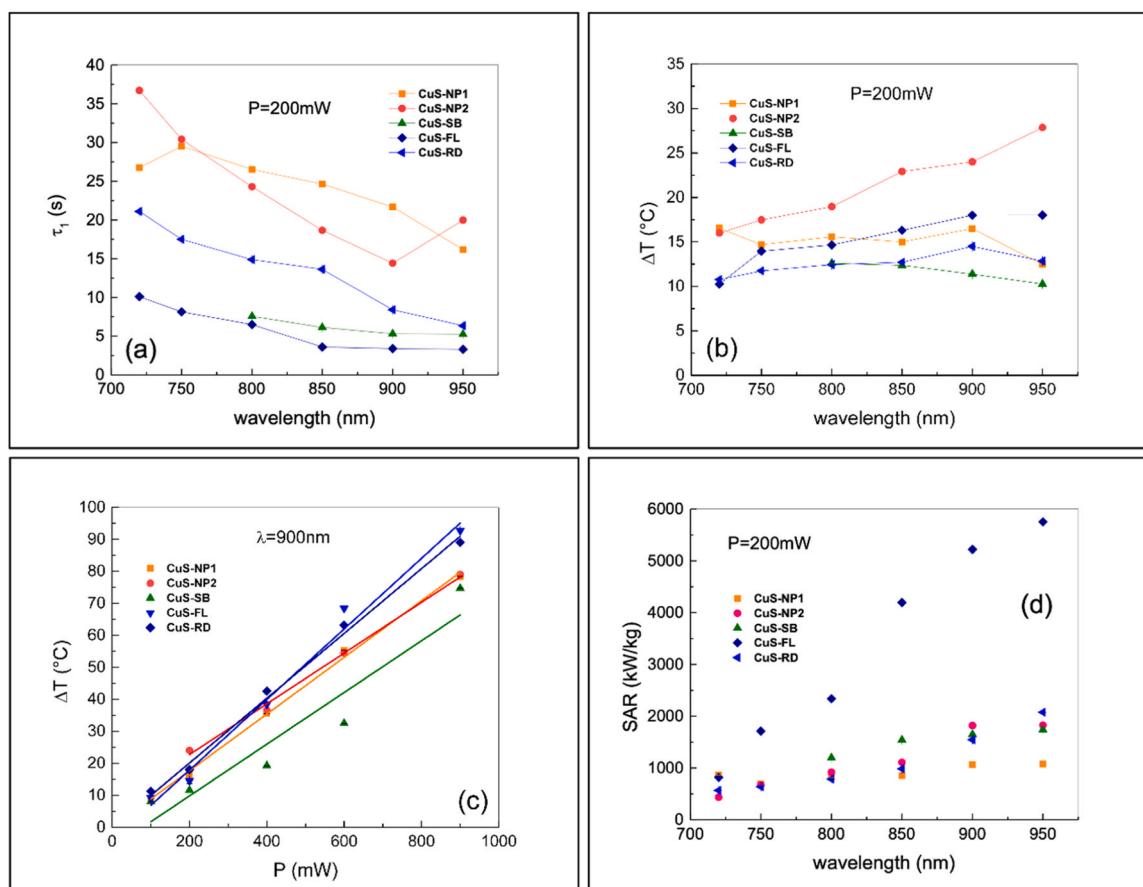 40
35
30
25
20
15
10
5
0
τ1 (s)
P=200mW
CuS-NP1
CuS-NP2
CuS-SB
CuS-FL
CuS-RD
(a)
700 750 800 850 900 950
wavelength (nm)
35
30
25
20
15
10
5
0
ΔT (°C)
P=200mW
CuS-NP1
CuS-NP2
CuS-SB
CuS-FL
CuS-RD
(b)
700 750 800 850 900 950
wavelength (nm)
100
90
80
70
60
50
40
30
20
10
0
ΔT (°C)
λ=900nm
CuS-NP1
CuS-NP2
CuS-SB
CuS-FL
CuS-RD
(c)
0 200 400 600 800 1000
P (mW)
6000
5000
4000
3000
2000
1000
0
SAR (kW/kg)
P=200mW
CuS-NP1
CuS-NP2
CuS-SB
CuS-FL
CuS-RD
(d)
700 750 800 850 900 950
wavelength (nm)